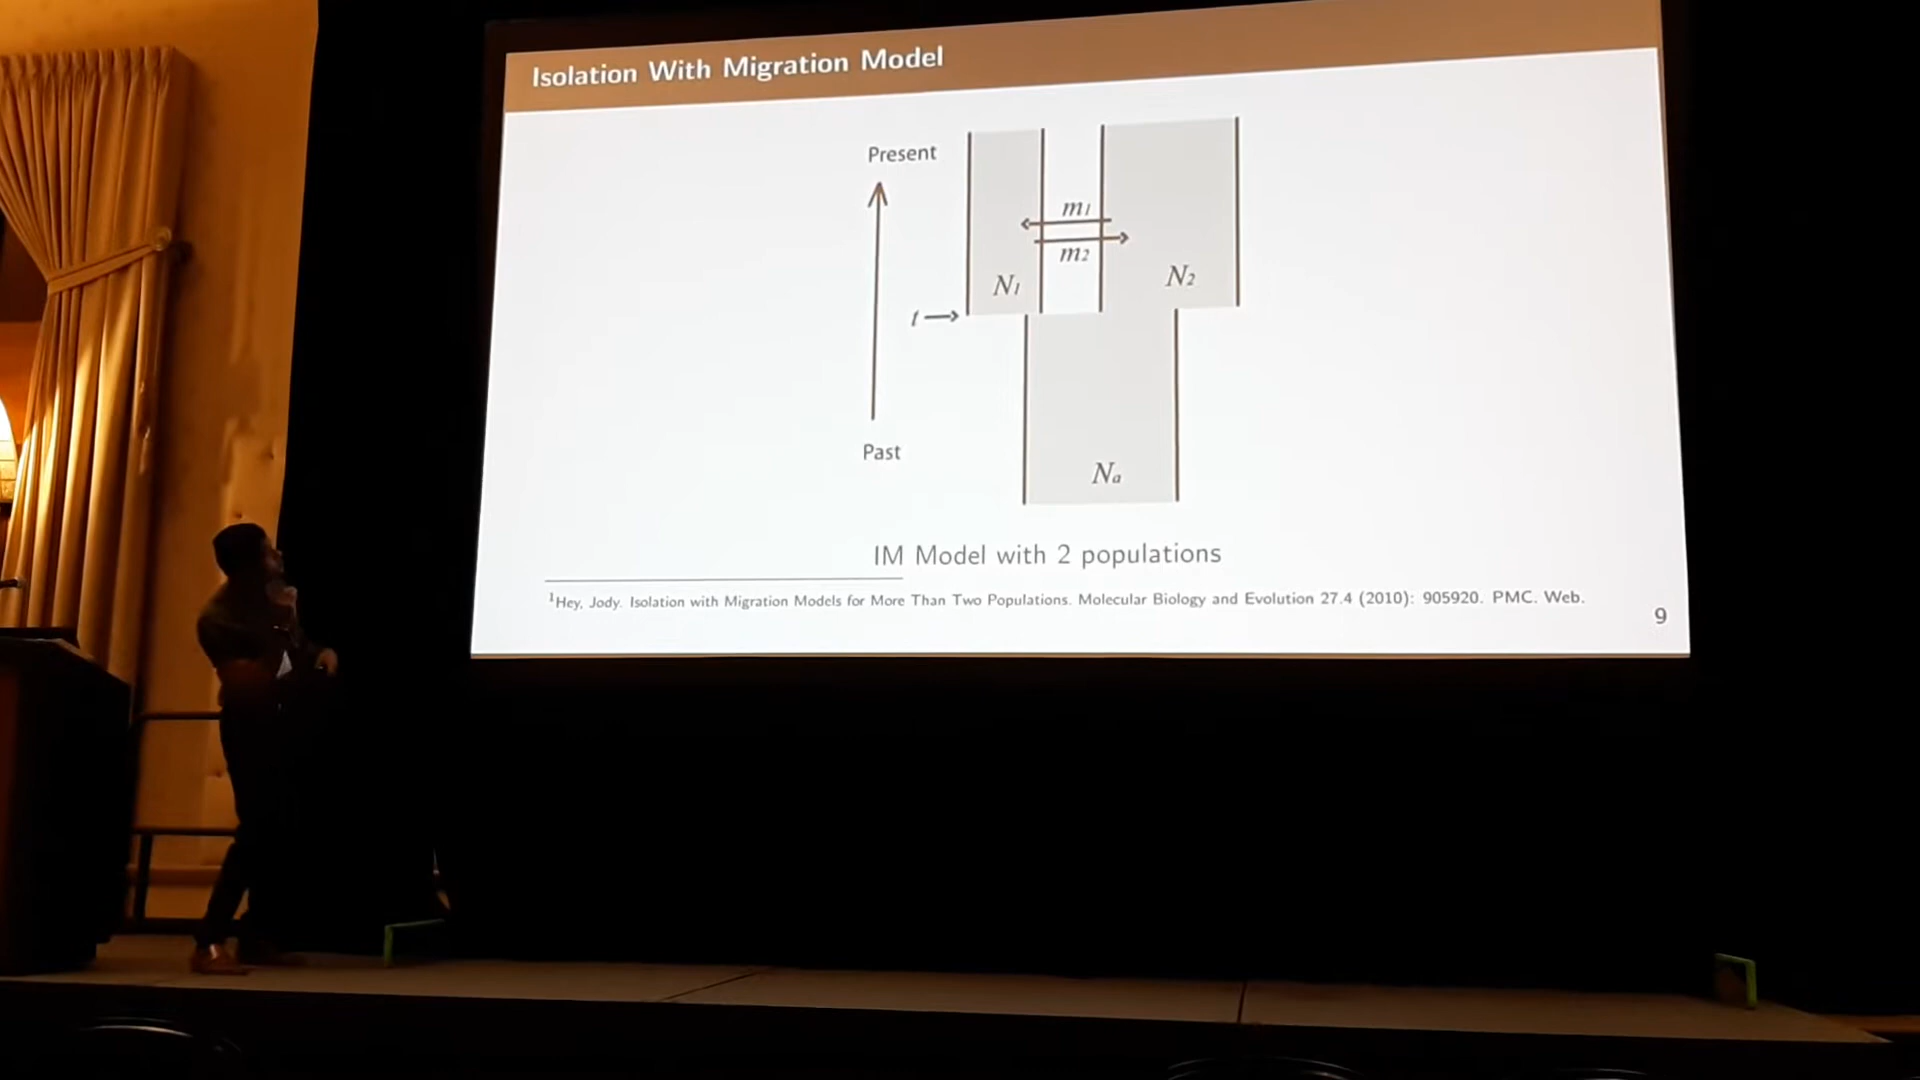 Isolation With Migration Model
Present
m1
m2
N1
N2
t
Past
Na
IM Model with 2 populations
1Hey, Jody. Isolation with Migration Models for More Than Two Populations. Molecular Biology and Evolution 27.4 (2010): 905920. PMC. Web.
9